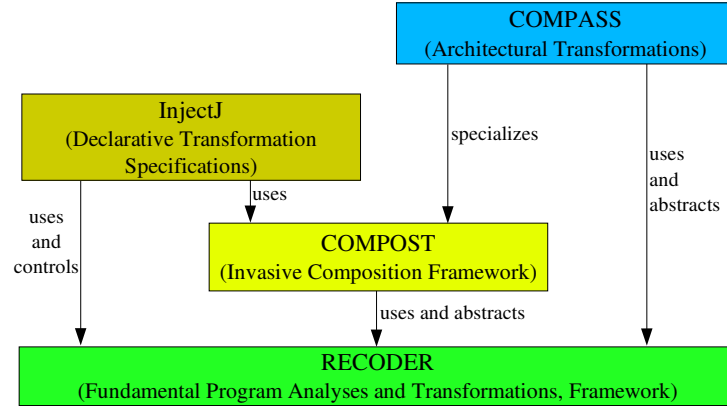 COMPASS
(Architectural Transformations)
InjectJ
(Declarative Transformation
Specifications)
specializes
uses
and
abstracts
uses
uses
and
controls
COMPOST
(Invasive Composition Framework)
uses and abstracts
RECODER
(Fundamental Program Analyses and Transformations, Framework)